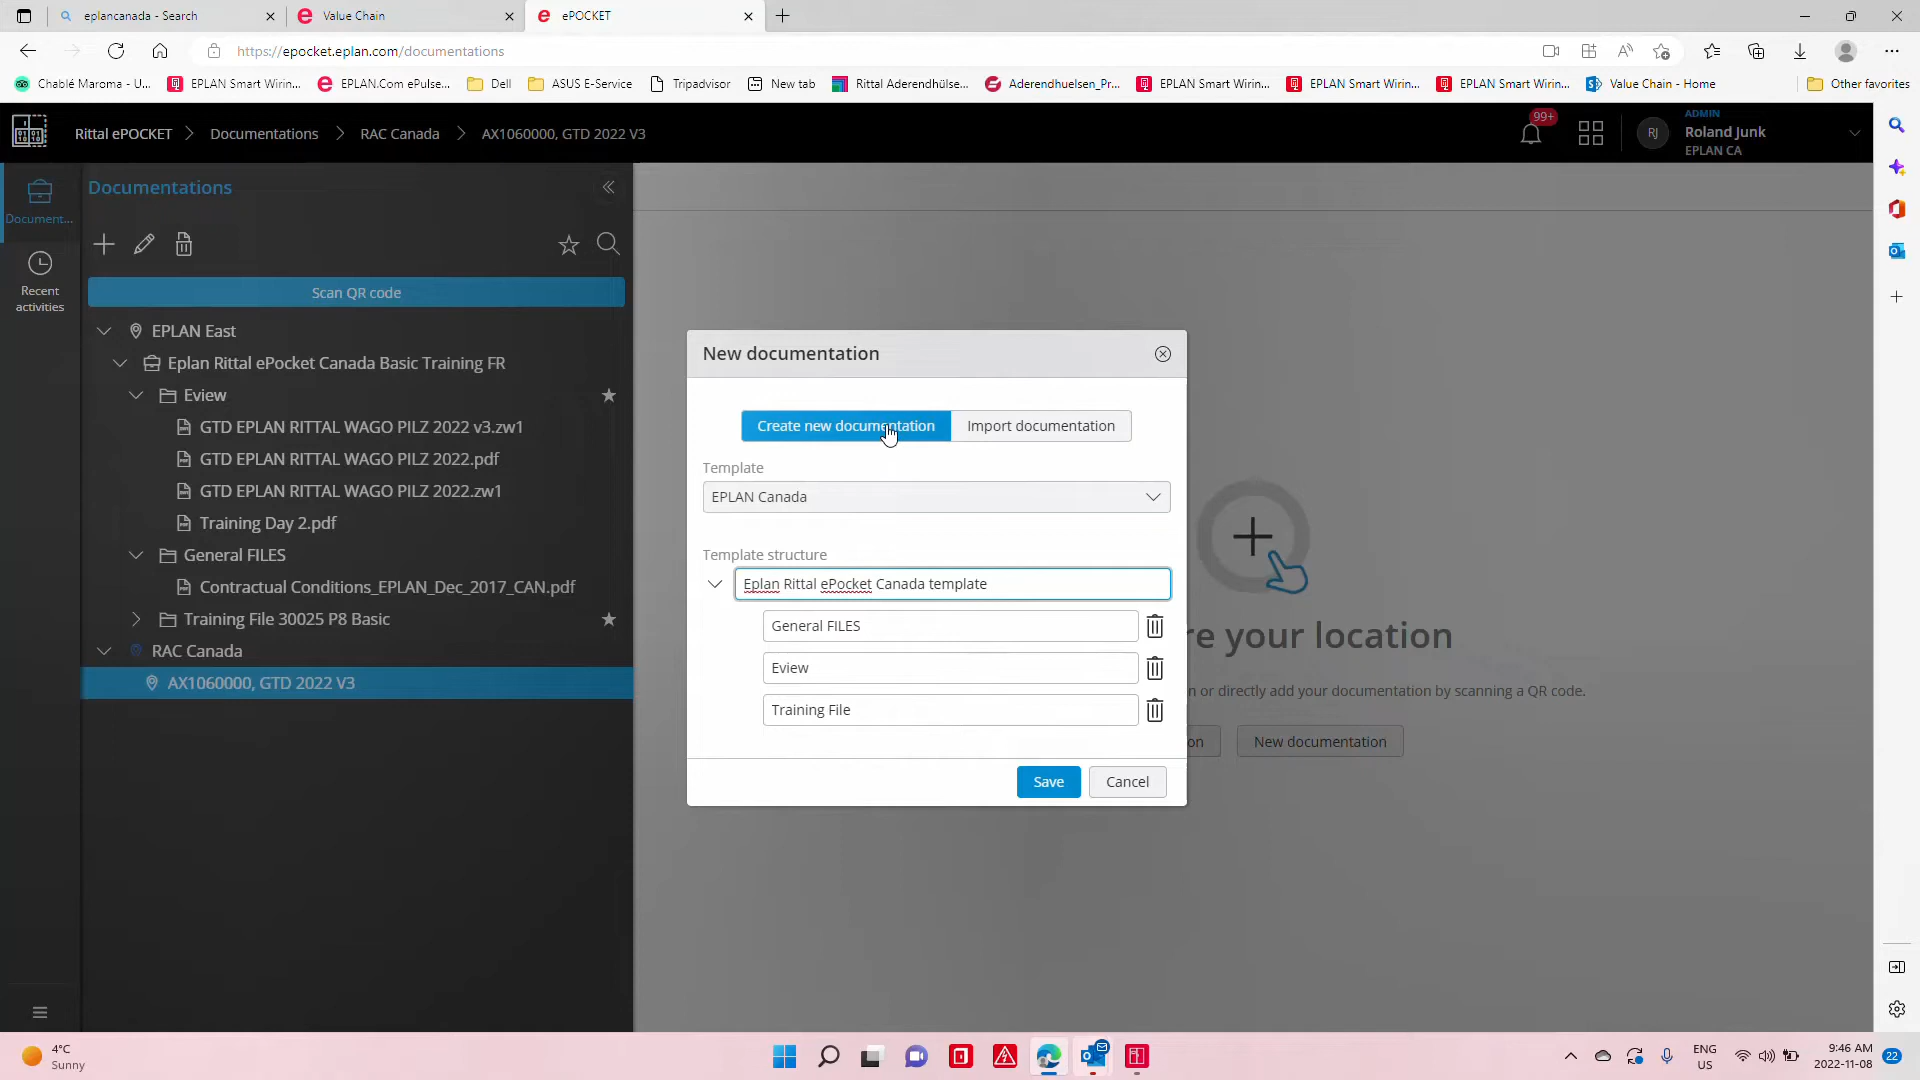 eplancanada - Search
Value Chain
ePOCKET
https://epocket.eplan.com/documentations
Chablé Maroma - U...
EPLAN Smart Wirin...
EPLAN.Com ePulse...
Dell
ASUS E-Service
Tripadvisor
New tab
Rittal Aderendhülse...
Aderendhuelsen_Pr...
EPLAN Smart Wirin...
EPLAN Smart Wirin...
EPLAN Smart Wirin...
Value Chain - Home
Other favorites
Rittal ePOCKET
Documentations
RAC Canada
AX1060000, GTD 2022 V3
99+
RJ
ADMIN
Roland Junk
EPLAN CA
Document...
Recent
activities
Documentations
Scan QR code
EPLAN East
Eplan Rittal ePocket Canada Basic Training FR
Eview
GTD EPLAN RITTAL WAGO PILZ 2022 v3.zw1
GTD EPLAN RITTAL WAGO PILZ 2022.pdf
GTD EPLAN RITTAL WAGO PILZ 2022.zw1
Training Day 2.pdf
General FILES
Contractual Conditions_EPLAN_Dec_2017_CAN.pdf
Training File 30025 P8 Basic
RAC Canada
AX1060000, GTD 2022 V3
New documentation
Create new documentation
Import documentation
Template
EPLAN Canada
Template structure
Eplan Rittal ePocket Canada template
General FILES
Eview
Training File
Save
Cancel
re your location
n or directly add your documentation by scanning a QR code.
on
New documentation
4°C
Sunny
ENG
US
9:46 AM
2022-11-08
22